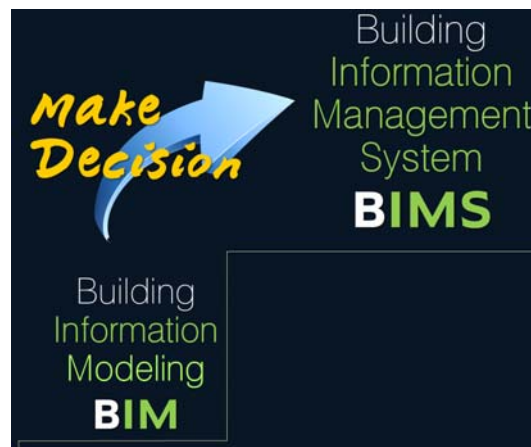 Building
Information
Management
System
BIMS
Make
Decision
Building
Information
Modeling
BIM